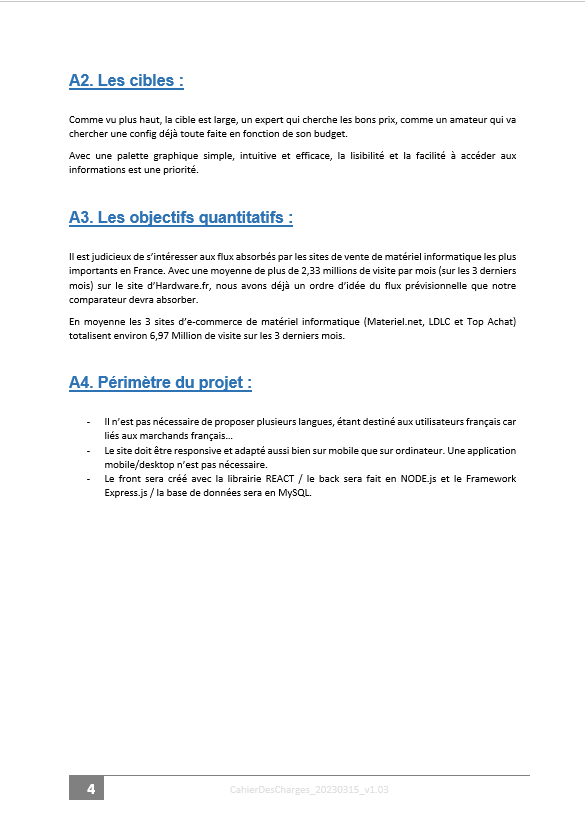 A2. Les cibles :
Comme vu plus haut, la cible est large, un expert qui cherche les bons prix, comme un amateur qui va
chercher une config déjà toute faite en fonction de son budget.
Avec une palette graphique simple, intuitive et efficace, la lisibilité et la facilité à accéder aux
informations est une priorité.
A3. Les objectifs quantitatifs :
Il est judicieux de s’intéresser aux flux absorbés par les sites de vente de matériel informatique les plus
importants en France. Avec une moyenne de plus de 2,33 millions de visite par mois (sur les 3 derniers
mois) sur le site d’Hardware.fr, nous avons déjà un ordre d’idée du flux prévisionnelle que notre
comparateur devra absorber.
En moyenne les 3 sites d’e-commerce de matériel informatique (Materiel.net, LDLC et Top Achat)
totalisent environ 6,97 Million de visite sur les 3 derniers mois.
A4. Périmètre du projet :
- Il n’est pas nécessaire de proposer plusieurs langues, étant destiné aux utilisateurs français car
liés aux marchands français…
- Le site doit être responsive et adapté aussi bien sur mobile que sur ordinateur. Une application
mobile/desktop n’est pas nécessaire.
- Le front sera créé avec la librairie REACT / le back sera fait en NODE.js et le Framework
Express.js / la base de données sera en MySQL.
4 CahierDesCharges_20230315_v1.03